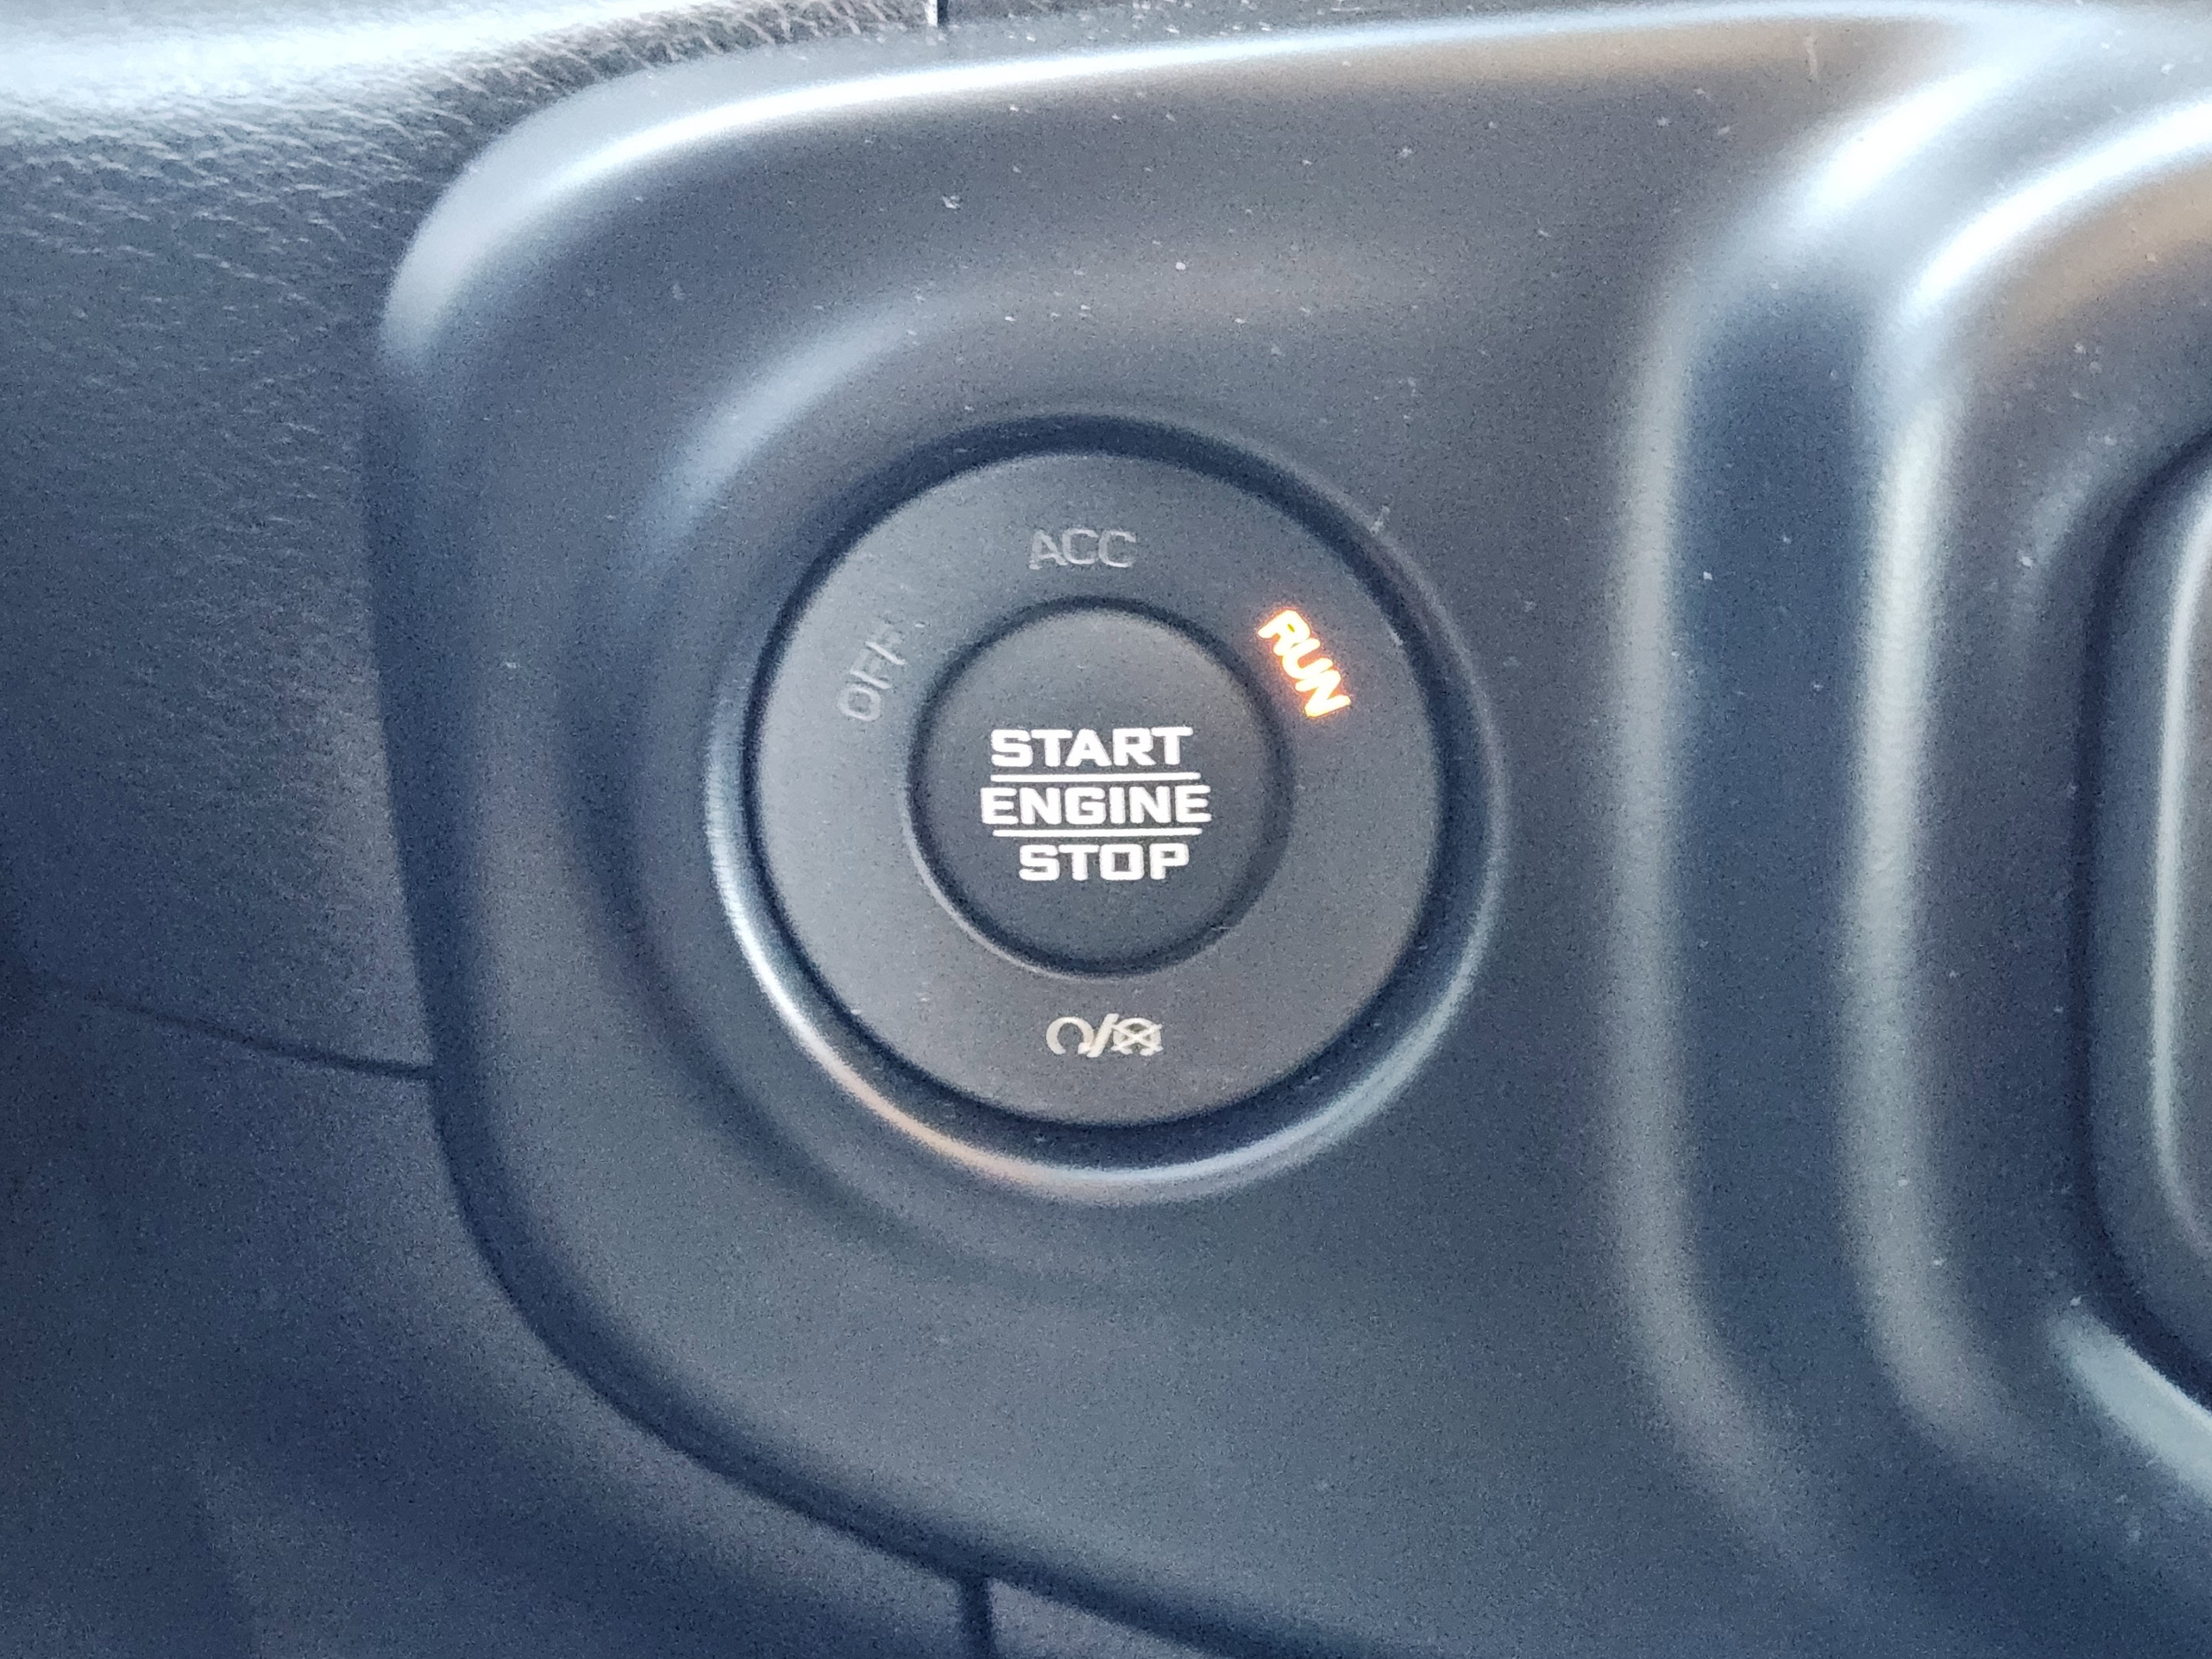 ACC
OFF
RUN
START
ENGINE
STOP